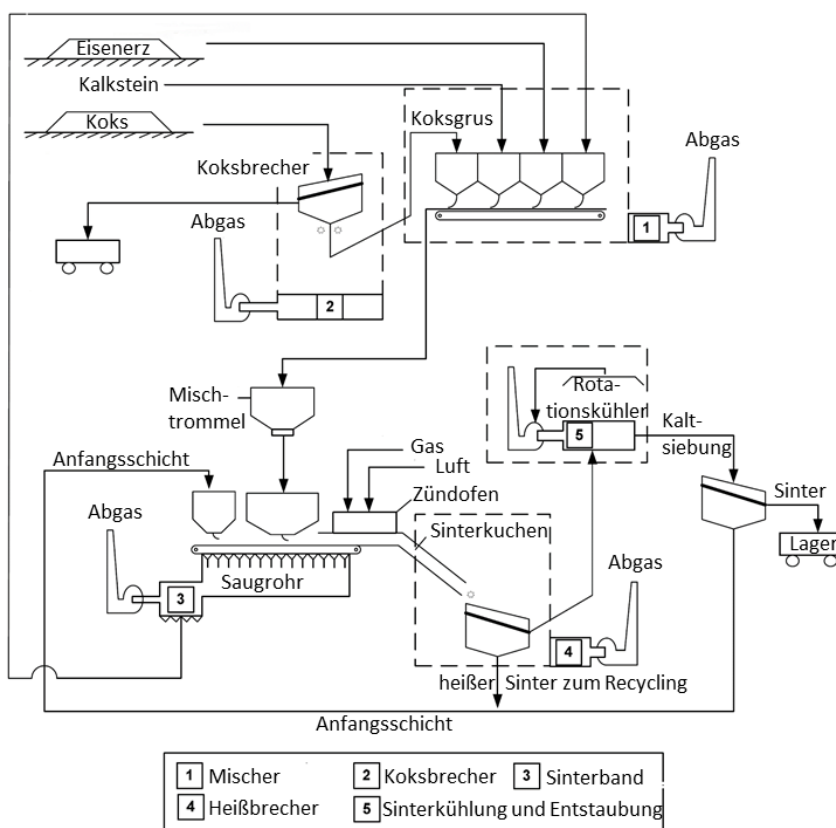 Eisenerz
Kalkstein
Koksgrus
Koks
Abgas
Koksbrecher
Abgas
1
2
Misch-
trommel
Rota-
tionskühler
Kalt-
siebung
5
Gas
Luft
Anfangsschicht
Zündofen
Sinter
Sinterkuchen
Abgas
Lager
Abgas
Saugrohr
3
4
heißer Sinter zum Recycling
Anfangsschicht
1 Mischer 2 Koksbrecher 3 Sinterband
4 Heißbrecher 5 Sinterkühlung und Entstaubung